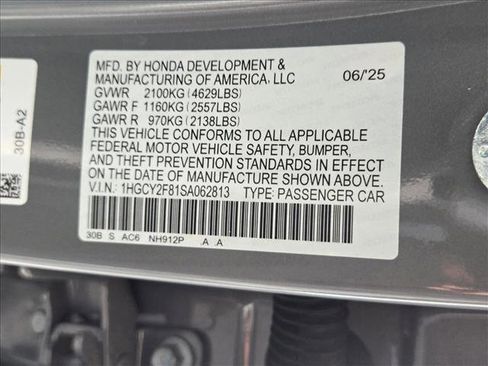 MFD. BY HONDA DEVELOPMENT &
MANUFACTURING OF AMERICA, LLC 06/'25
GVWR 2100KG (4629LBS)
GAWR F 1160KG (2557LBS)
GAWR R 970KG (2138LBS)
THIS VEHICLE CONFORMS TO ALL APPLICABLE
FEDERAL MOTOR VEHICLE SAFETY, BUMPER,
AND THEFT PREVENTION STANDARDS IN EFFECT
ON THE DATE OF MANUFACTURE SHOWN ABOVE.
V.I.N.: 1HGCY2F81SA062813 TYPE: PASSENGER CAR
30B S AC6 NH912P .A .A
30B-A2